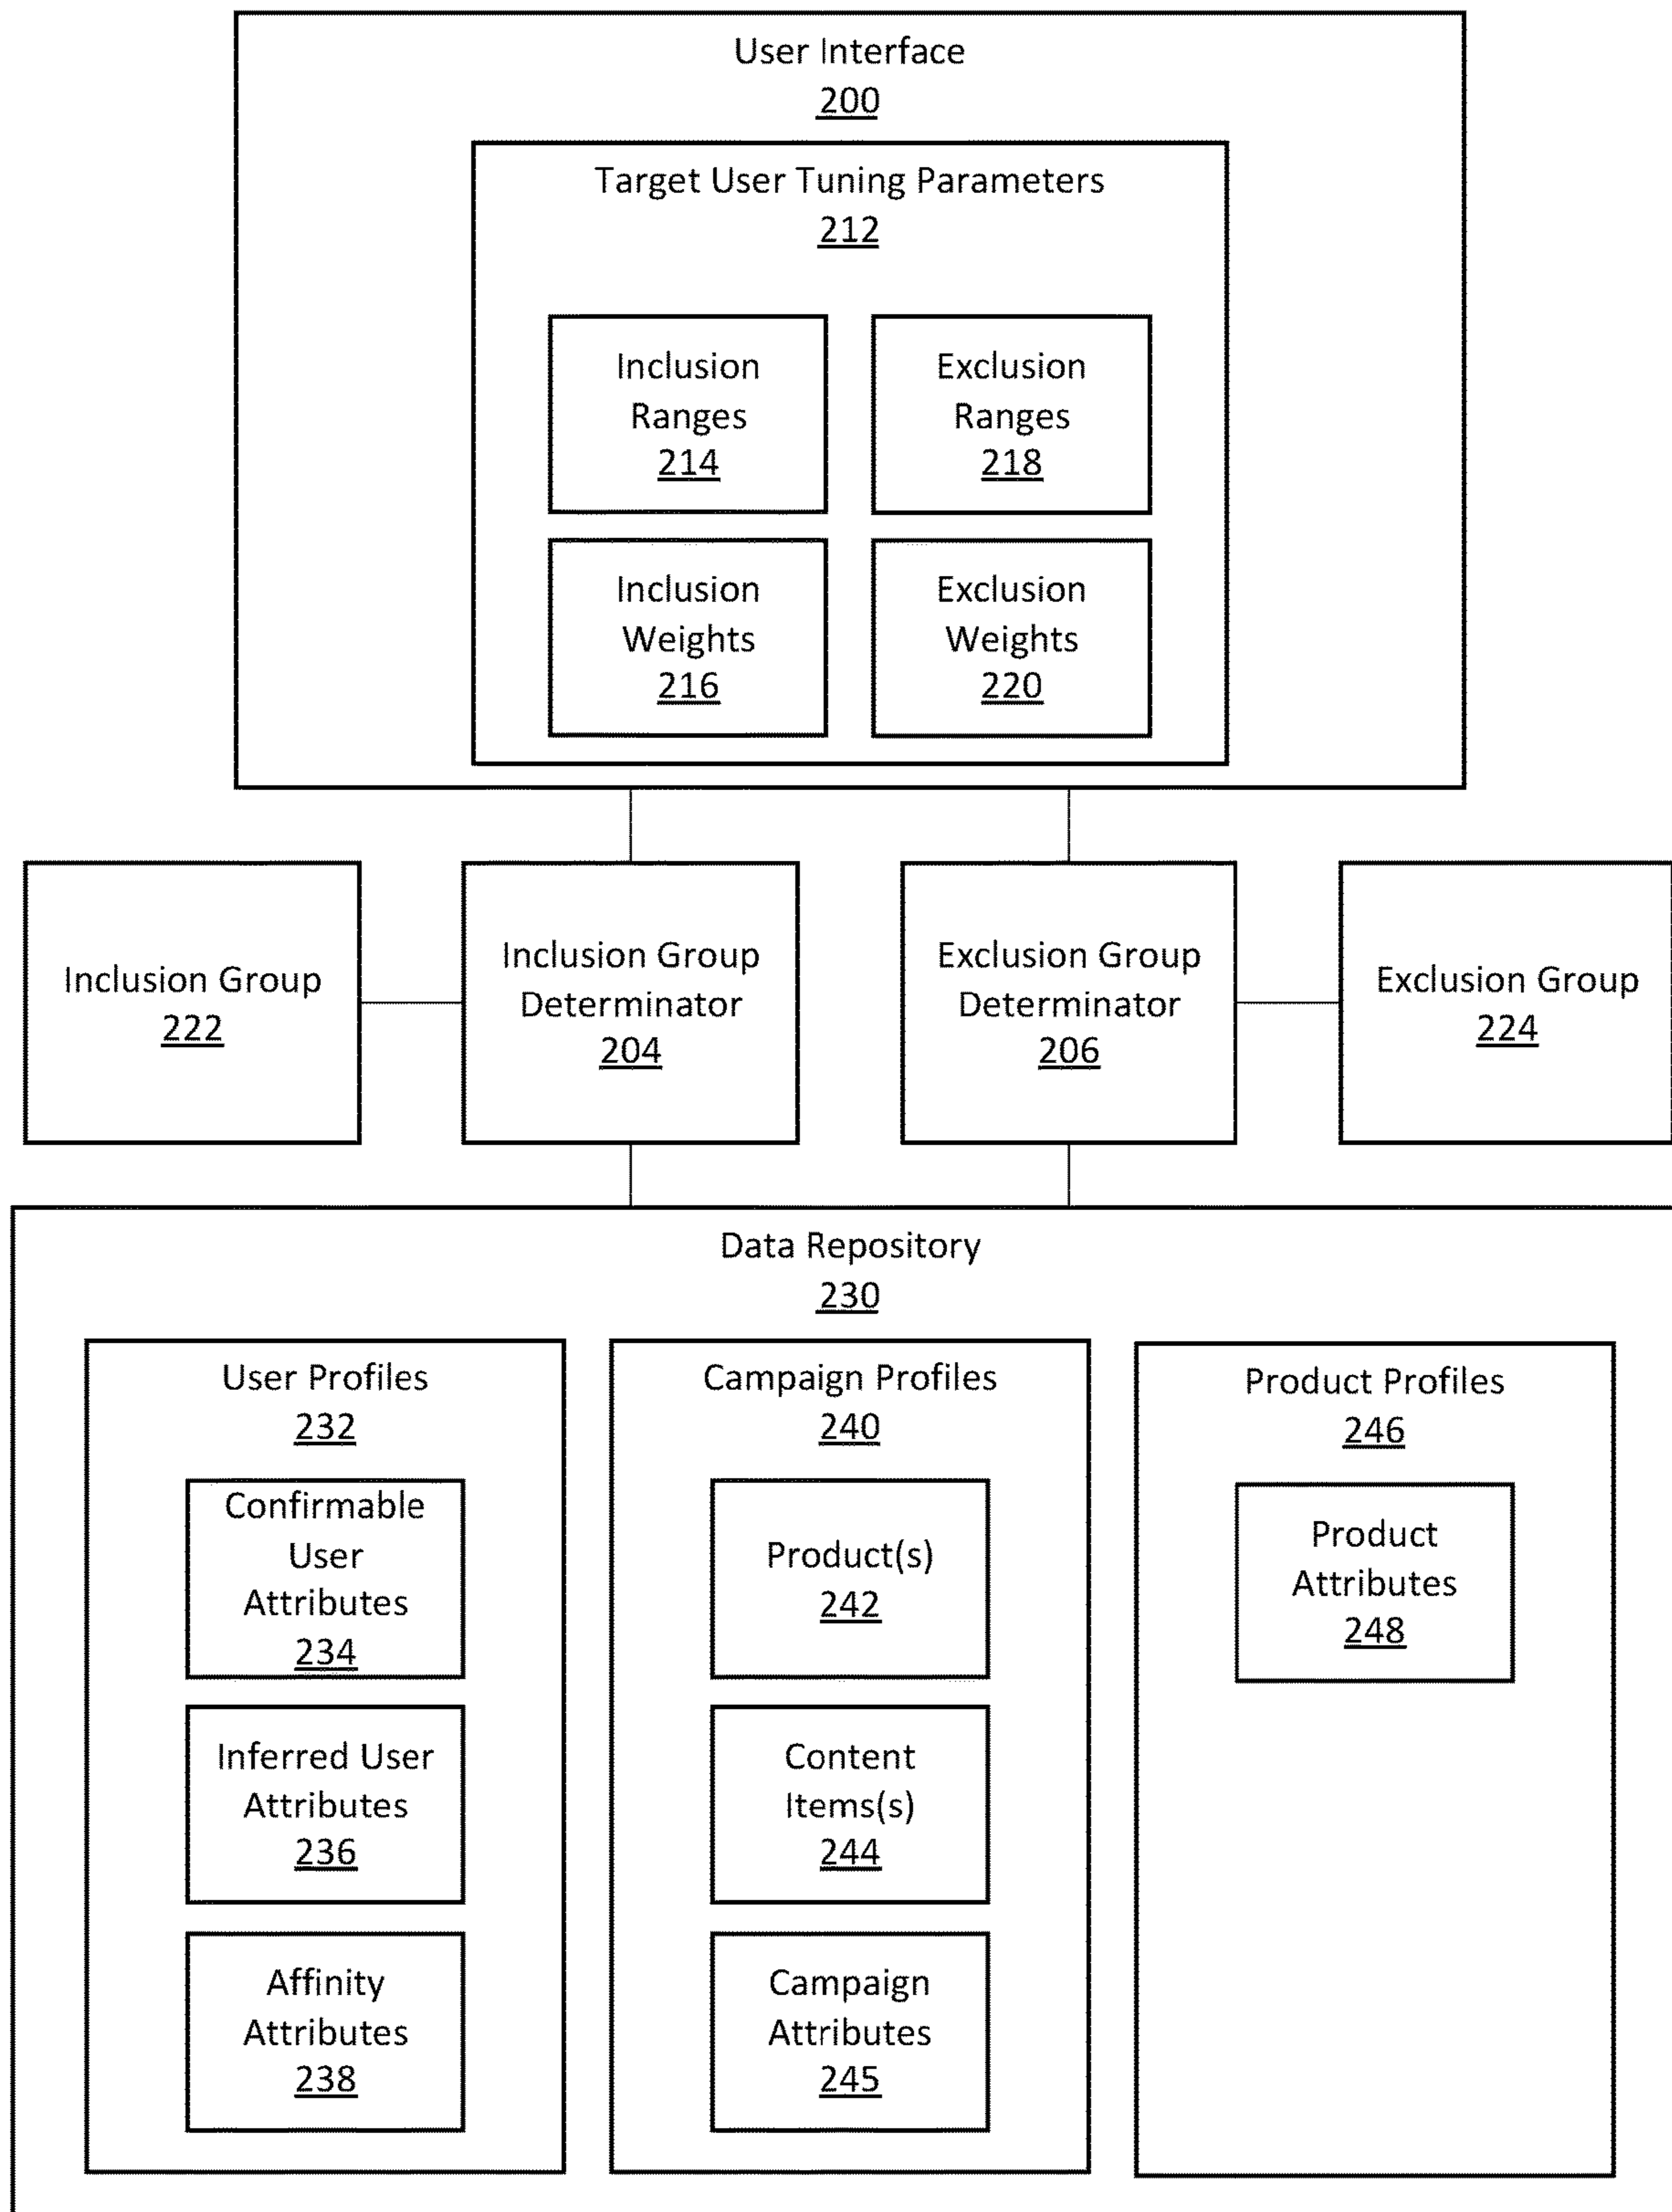 User Interface
200
Target User Tuning Parameters
212
Inclusion
Ranges
214
Exclusion
Ranges
218
Inclusion
Weights
216
Exclusion
Weights
220
Inclusion Group
222
Inclusion Group
Determinator
204
Exclusion Group
Determinator
206
Exclusion Group
224
Data Repository
230
User Profiles
232
Confirmable
User
Attributes
234
Inferred User
Attributes
236
Affinity
Attributes
238
Campaign Profiles
240
Product(s)
242
Content
Items(s)
244
Campaign
Attributes
245
Product Profiles
246
Product
Attributes
248